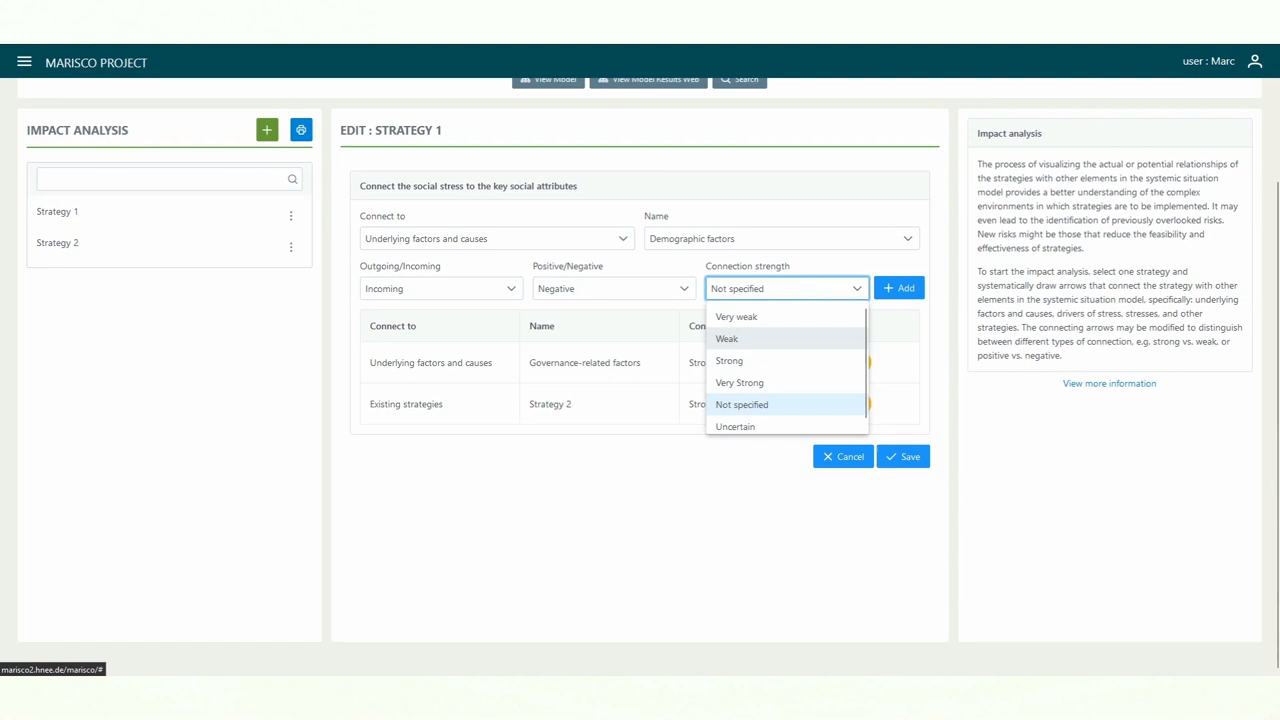 MARISCO PROJECT
user : Marc
View Model
View Model Results Web
Search
IMPACT ANALYSIS
Strategy 1
Strategy 2
EDIT : STRATEGY 1
Connect the social stress to the key social attributes
Connect to
Name
Underlying factors and causes
Demographic factors
Outgoing/Incoming
Positive/Negative
Connection strength
Incoming
Negative
Not specified
Add
Very weak
Weak
Strong
Very Strong
Not specified
Uncertain
Connect to
Name
Con
Underlying factors and causes
Governance-related factors
Stro
Existing strategies
Strategy 2
Stro
Cancel
Save
Impact analysis
The process of visualizing the actual or potential relationships of
the strategies with other elements in the systemic situation
model provides a better understanding of the complex
environments in which strategies are to be implemented. It may
even lead to the identification of previously overlooked risks.
New risks might be those that reduce the feasibility and
effectiveness of strategies.
To start the impact analysis, select one strategy and
systematically draw arrows that connect the strategy with other
elements in the systemic situation model, specifically: underlying
factors and causes, drivers of stress, stresses, and other
strategies. The connecting arrows may be modified to distinguish
between different types of connection, e.g. strong vs. weak, or
positive vs. negative.
View more information
marisco2.hnee.de/marisco/#